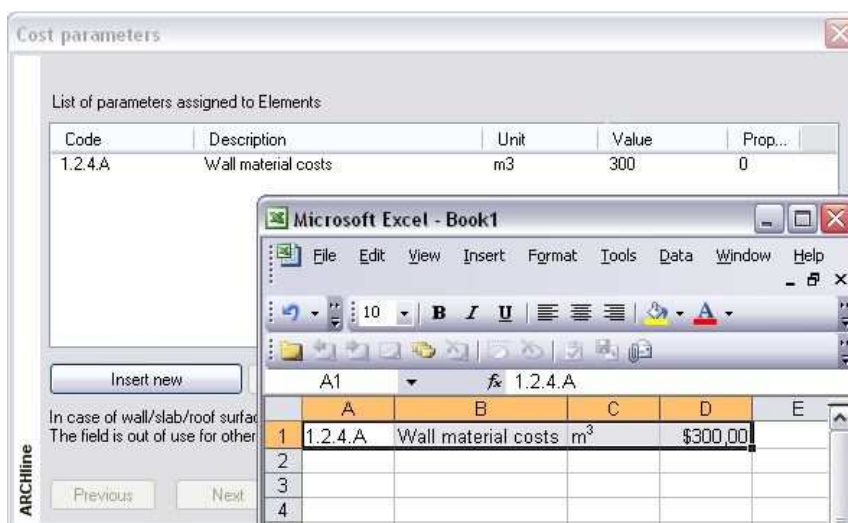 Cost parameters
List of parameters assigned to Elements
Code Description Unit Value Prop...
1.2.4.A Wall material costs m3 300 0
Microsoft Excel - Book1
File Edit View Insert Format Tools Data Window Help
10 B I U A
A1 fx 1.2.4.A
Insert new
A B C D E
In case of wall/slab/roof surfac
1 1.2.4.A Wall material costs m³ $300,00
The field is out of use for other
2
3
4
Previous Next
ARCHline